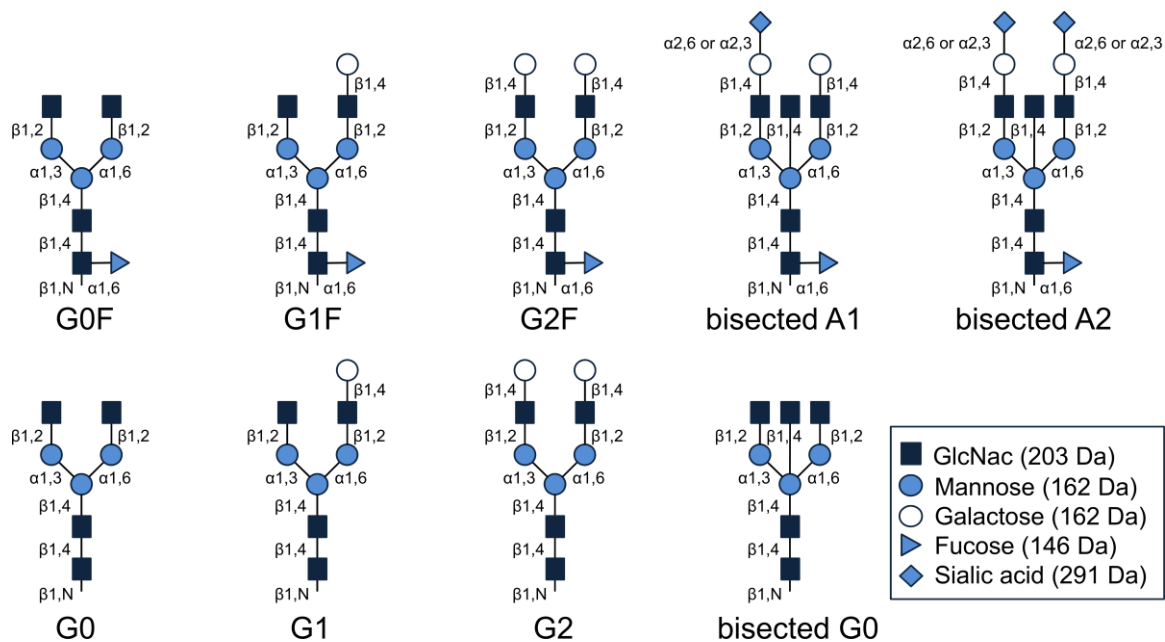 α2,6 or α2,3 α2,6 or α2,3 α2,6 or α2,3
β1,4 β1,4 β1,4 β1,4 β1,4 β1,4
β1,2 β1,2 β1,2 β1,2 β1,2 β1,2 β1,2 β1,4 β1,2 β1,2 β1,4 β1,2
α1,3 α1,6 α1,3 α1,6 α1,3 α1,6 α1,3 α1,6 α1,3 α1,6
β1,4 β1,4 β1,4 β1,4 β1,4
β1,4 β1,4 β1,4 β1,4 β1,4
β1,N α1,6 β1,N α1,6 β1,N α1,6 β1,N α1,6 β1,N α1,6
G0F G1F G2F bisected A1 bisected A2
β1,4 β1,4 β1,4
β1,2 β1,2 β1,2 β1,2 β1,2 β1,2 β1,2 β1,4 β1,2
α1,3 α1,6 α1,3 α1,6 α1,3 α1,6 α1,3 α1,6
β1,4 β1,4 β1,4 β1,4
β1,4 β1,4 β1,4 β1,4
β1,N β1,N β1,N β1,N
G0 G1 G2 bisected G0
GlcNac (203 Da)
Mannose (162 Da)
Galactose (162 Da)
Fucose (146 Da)
Sialic acid (291 Da)